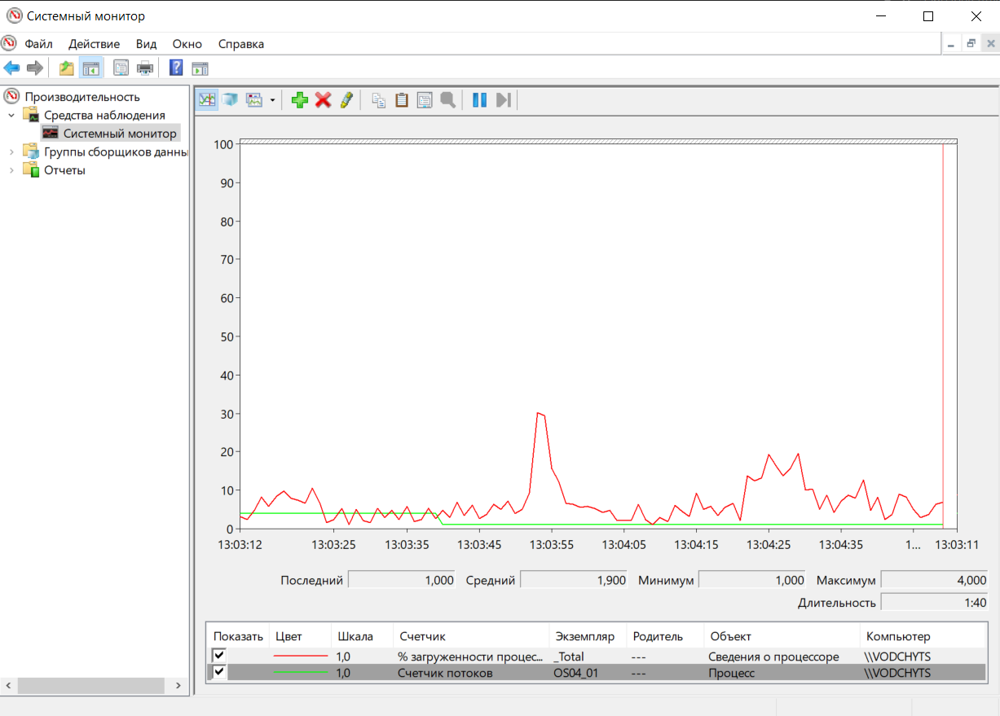 Системный монитор
Файл Действие Вид Окно Справка
Производительность
Средства наблюдения
Системный монитор
Группы сборщиков данны
Отчеты
100
90
80
70
60
50
40
30
20
10
0
13:03:12 13:03:25 13:03:35 13:03:45 13:03:55 13:04:05 13:04:15 13:04:25 13:04:35 1... 13:03:11
Последний 1,000 Средний 1,900 Минимум 1,000 Максимум 4,000
Длительность 1:40
Показать Цвет Шкала Счетчик Экземпляр Родитель Объект Компьютер
1,0 % загруженности процес... _Total --- Сведения о процессоре \\VODCHYTS
1,0 Счетчик потоков OS04_01 --- Процесс \\VODCHYTS